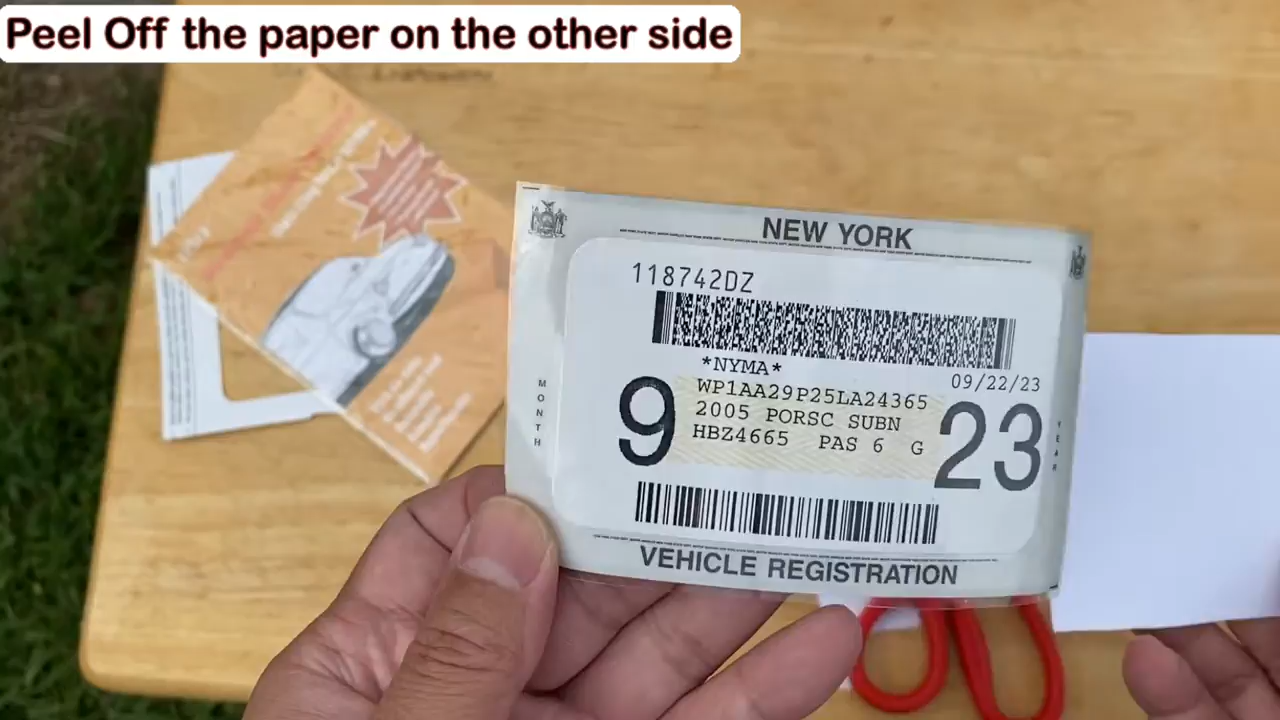 Peel Off the paper on the other side
NEW YORK
118742DZ
*NYMA*
09/22/23
WP1AA29P25LA24365
2005 PORSC SUBN
HBZ4665 PAS 6 G
MONTH
9
23
YEAR
VEHICLE REGISTRATION